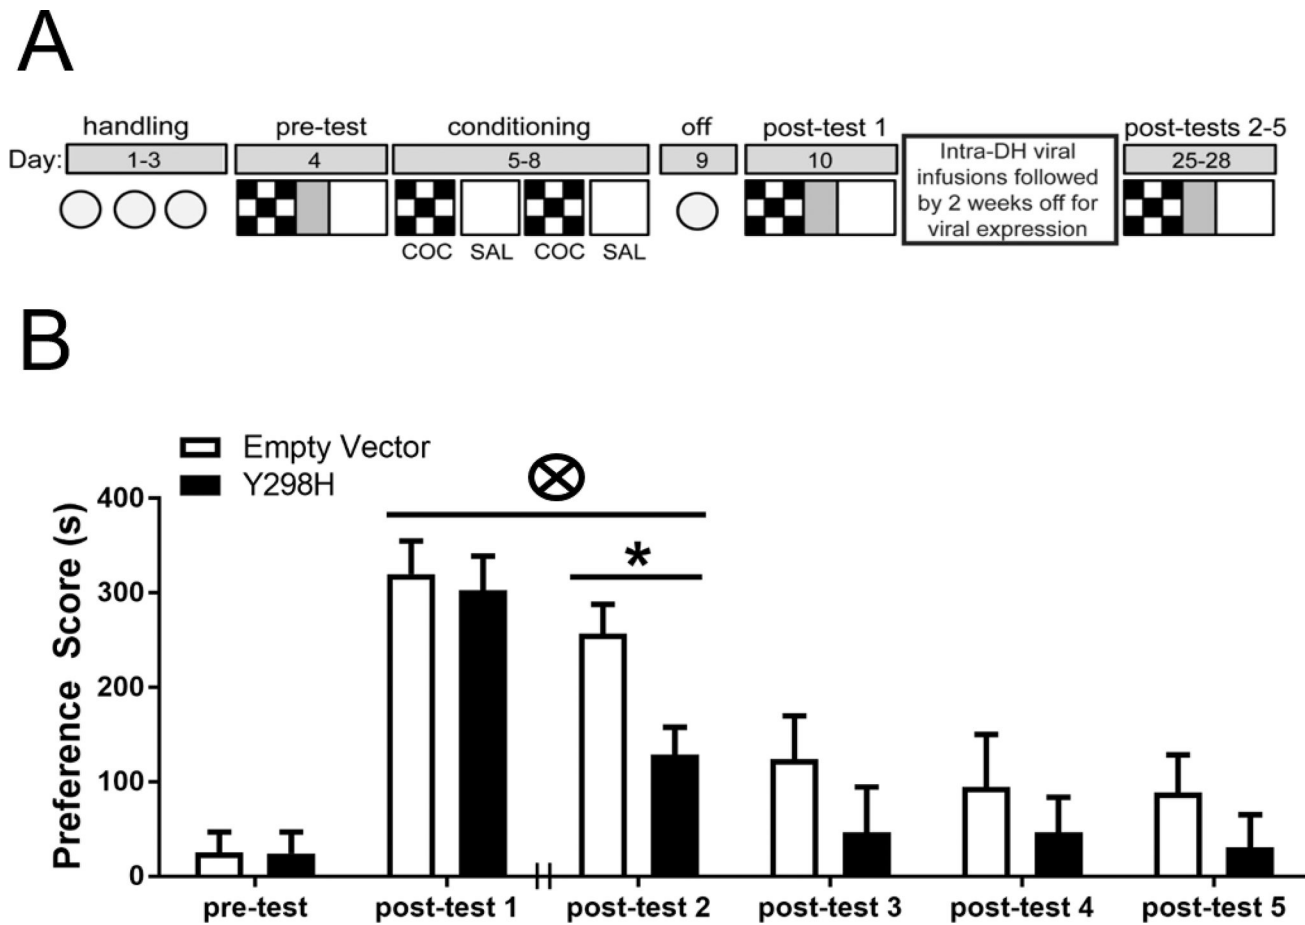 A
handling pre-test conditioning off post-test 1 post-tests 2-5
Day: 1-3 4 5-8 9 10 25-28
Intra-DH viral
infusions followed
by 2 weeks off for
viral expression
COC SAL COC SAL
B
Empty Vector
Y298H
*
Preference Score (s)
400
300
200
100
0
pre-test post-test 1 post-test 2 post-test 3 post-test 4 post-test 5